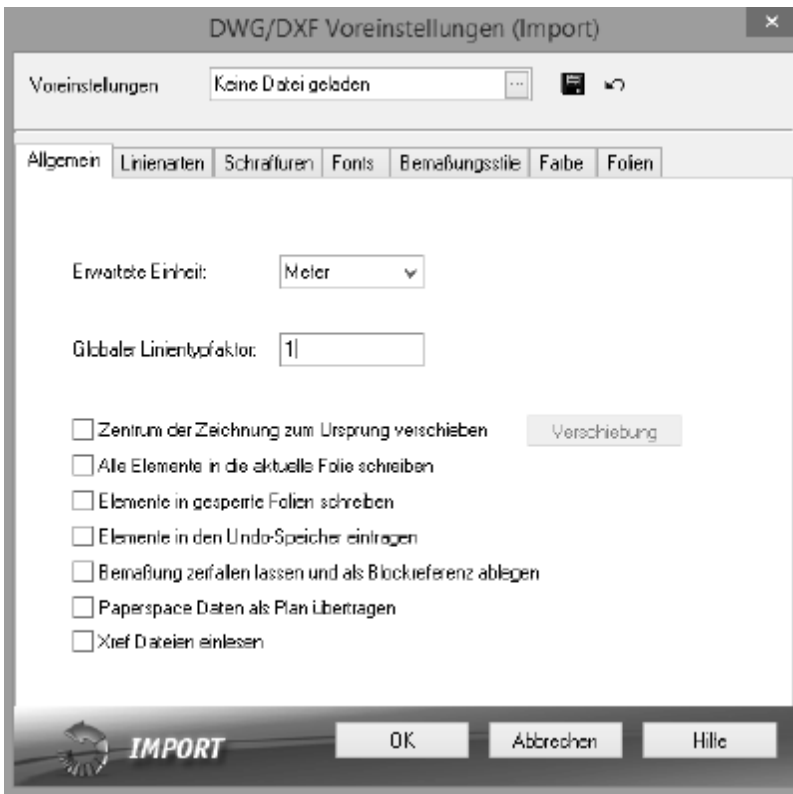 DWG/DXF Voreinstellungen (Import)
Voreinstellungen Keine Datei geladen ...
Allgemein Linienarten Schraffuren Fonts Bemaßungsstile Farbe Folien
Erwartete Einheit: Meter
Globaler Linientypfaktor: 1
Zentrum der Zeichnung zum Ursprung verschieben Verschiebung
Alle Elemente in die aktuelle Folie schreiben
Elemente in gesperrte Folien schreiben
Elemente in den Undo-Speicher eintragen
Bemaßung zerfallen lassen und als Blockreferenz ablegen
Paperspace Daten als Plan übertragen
Xref Dateien einlesen
IMPORT OK Abbrechen Hilfe